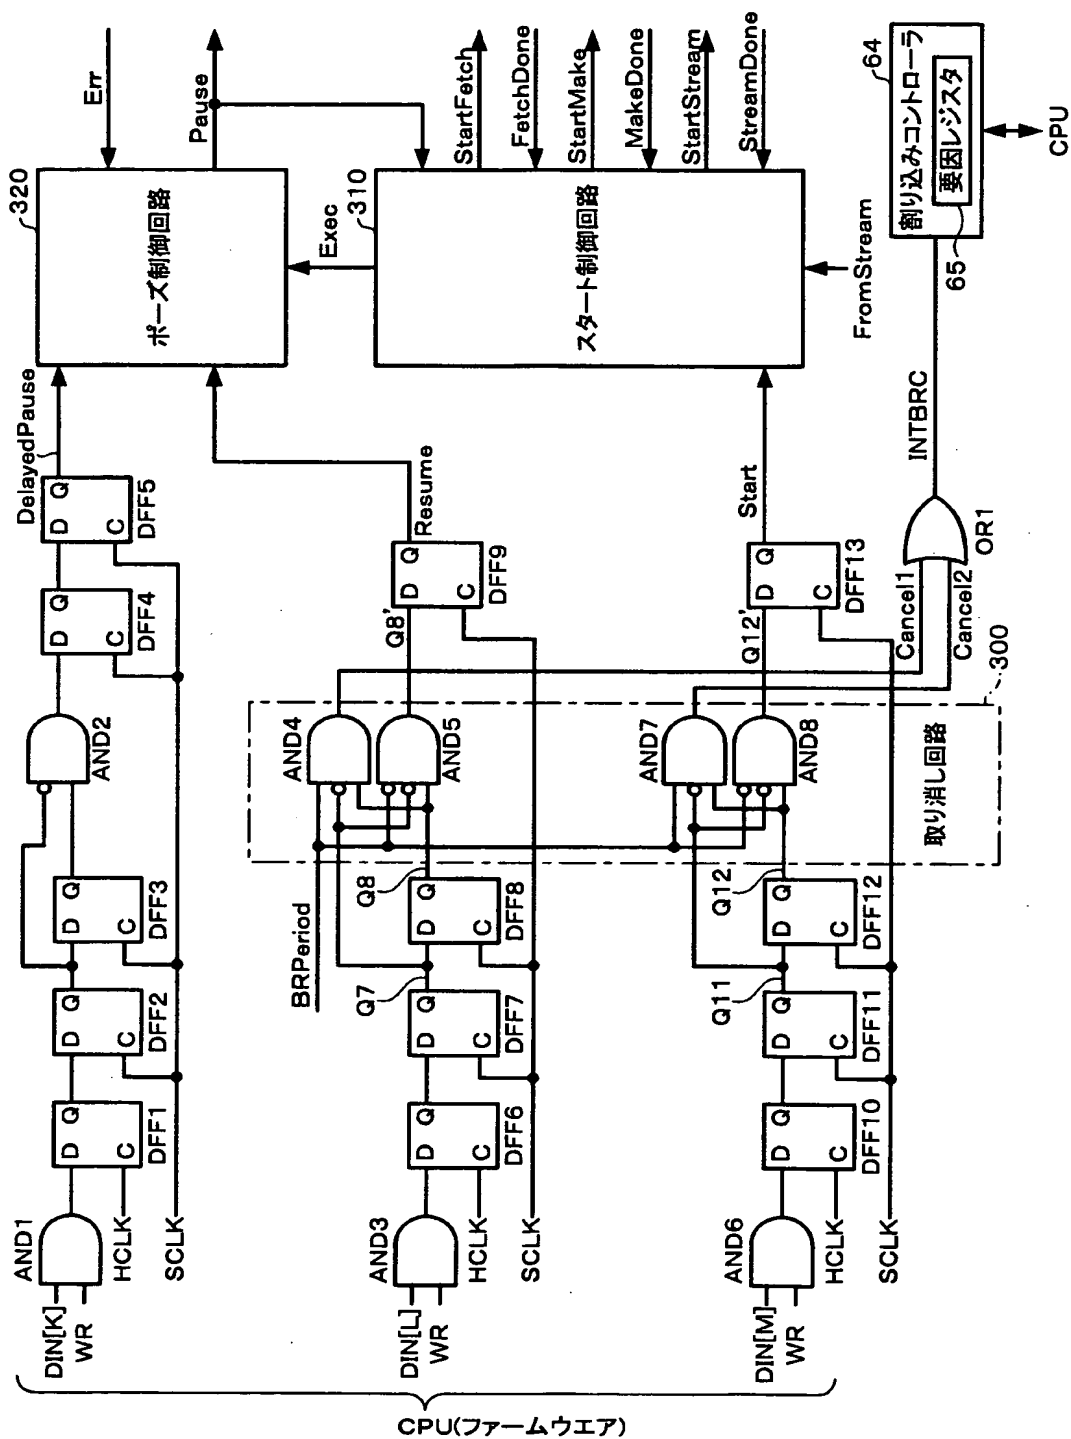 CPU(ファームウエア)
DIN[K]
WR
AND1
HCLK
SCLK
D Q
C
DFF1
D Q
C
DFF2
D Q
C
DFF3
AND2
D Q
C
DFF4
D Q
C
DFF5
DelayedPause
320
ポーズ制御回路
Err
Pause
DIN[L]
WR
AND3
HCLK
SCLK
D Q
C
DFF6
BRPeriod
D Q
C
DFF7
Q7
D Q
C
DFF8
Q8
AND4
AND5
Q8'
D Q
C
DFF9
Resume
Exec
310
スタート制御回路
StartFetch
FetchDone
StartMake
MakeDone
StartStream
StreamDone
FromStream
DIN[M]
WR
AND6
HCLK
SCLK
D Q
C
DFF10
D Q
C
DFF11
Q11
D Q
C
DFF12
Q12
AND7
AND8
取り消し回路
300
Q12'
D Q
C
DFF13
Start
Cancel1
Cancel2
OR1
INTBRC
64
割り込みコントローラ
要因レジスタ
65
CPU